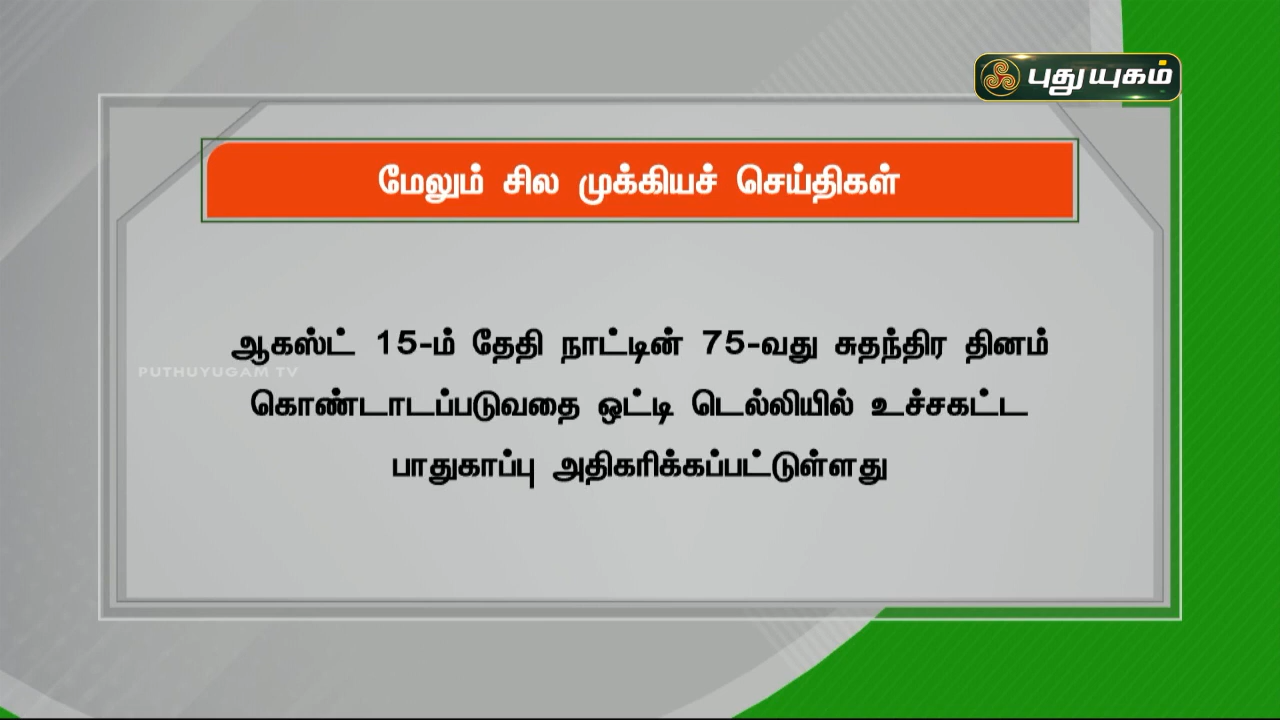 புதுயுகம்
மேலும் சில முக்கியச் செய்திகள்
ஆகஸ்ட் 15-ம் தேதி நாட்டின் 75-வது சுதந்திர தினம்
PUTHUYUGAM TV
கொண்டாடப்படுவதை ஒட்டி டெல்லியில் உச்சகட்ட
பாதுகாப்பு அதிகரிக்கப்பட்டுள்ளது